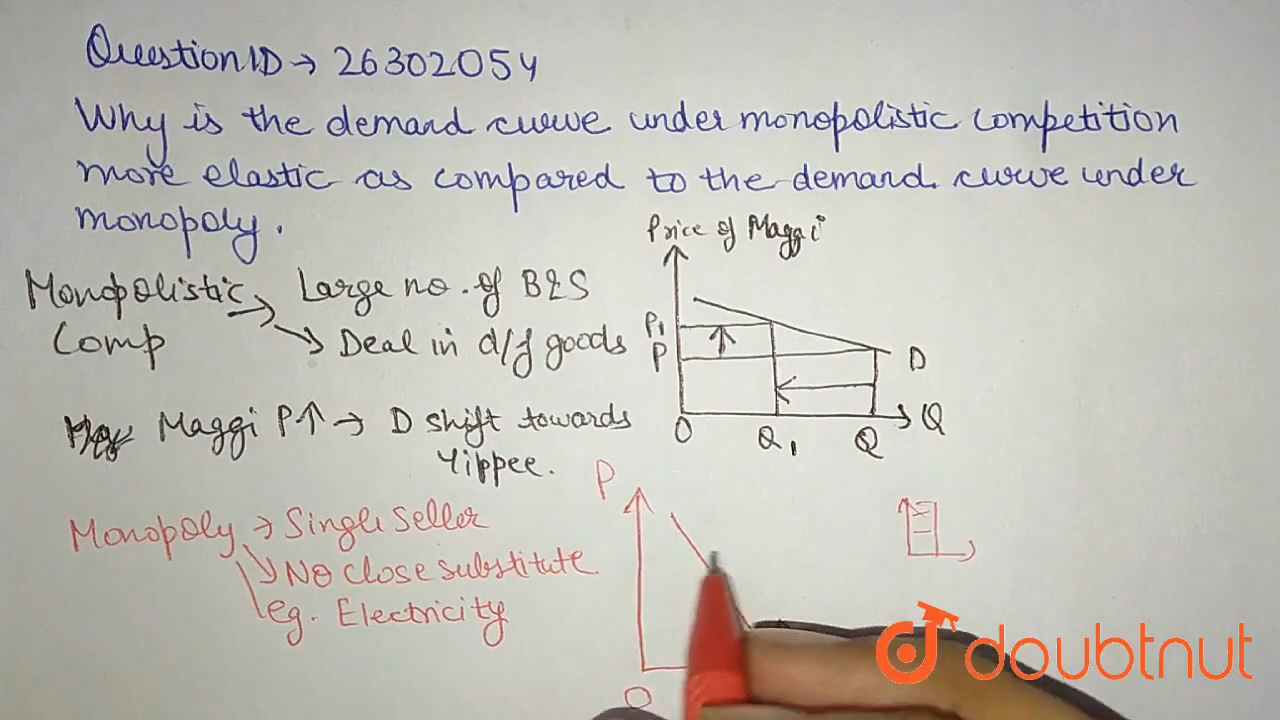 Question ID → 26302054
Why is the demand curve under monopolistic competition
more elastic as compared to the demand curve under
monopoly.
Price of Maggi
Monopolistic Comp
Large no. of B&S
Deal in d/f goods
P1
P
D
O
Q1
Q
Q
Maggi P↑ → D shift towards
Yippee.
P
Monopoly → Single Seller
No close substitute.
eg. Electricity
O
doubtnut